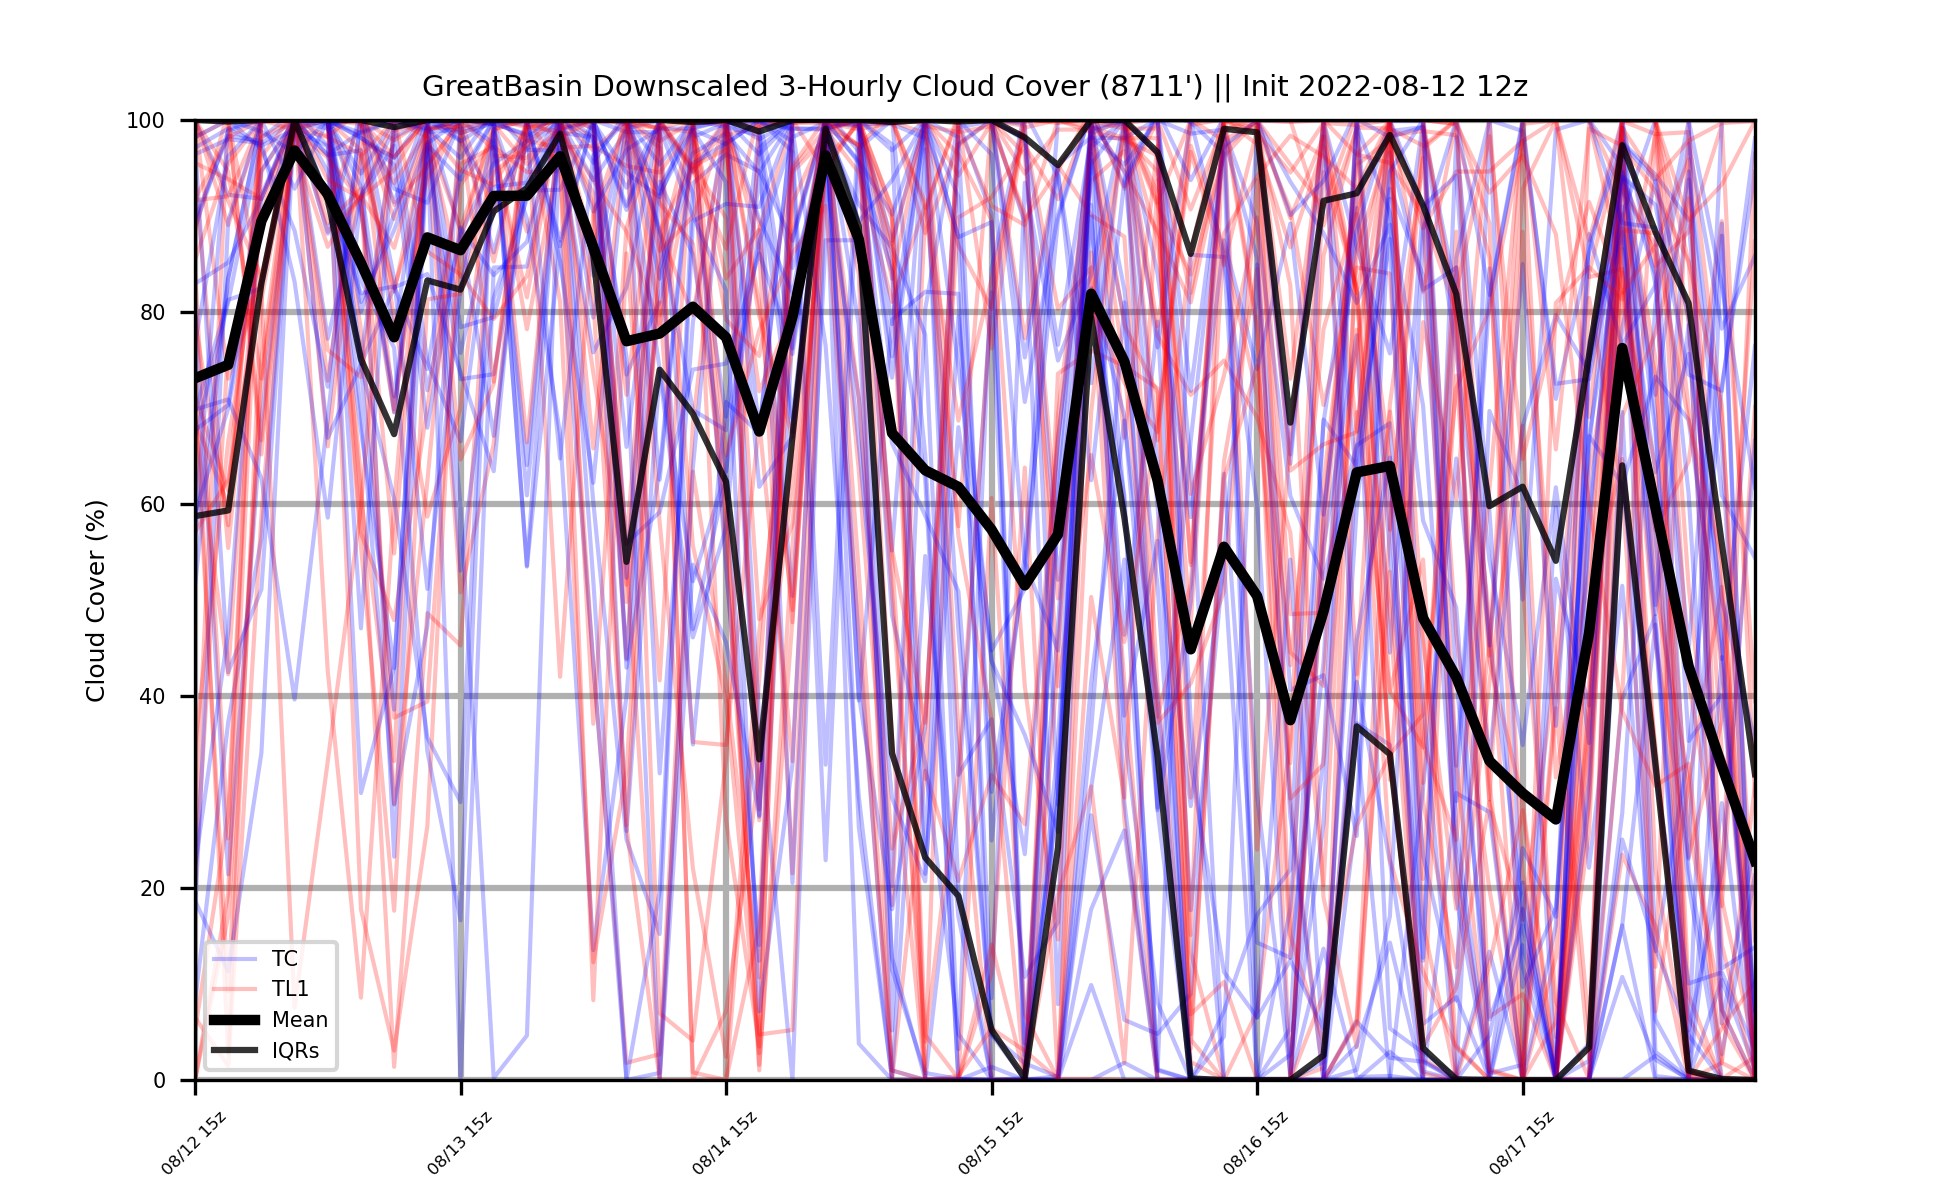 GreatBasin Downscaled 3-Hourly Cloud Cover (8711') || Init 2022-08-12 12z
Cloud Cover (%)
100
80
60
40
20
0
TC
TL1
Mean
IQRs
08/12 15z
08/13 15z
08/14 15z
08/15 15z
08/16 15z
08/17 15z